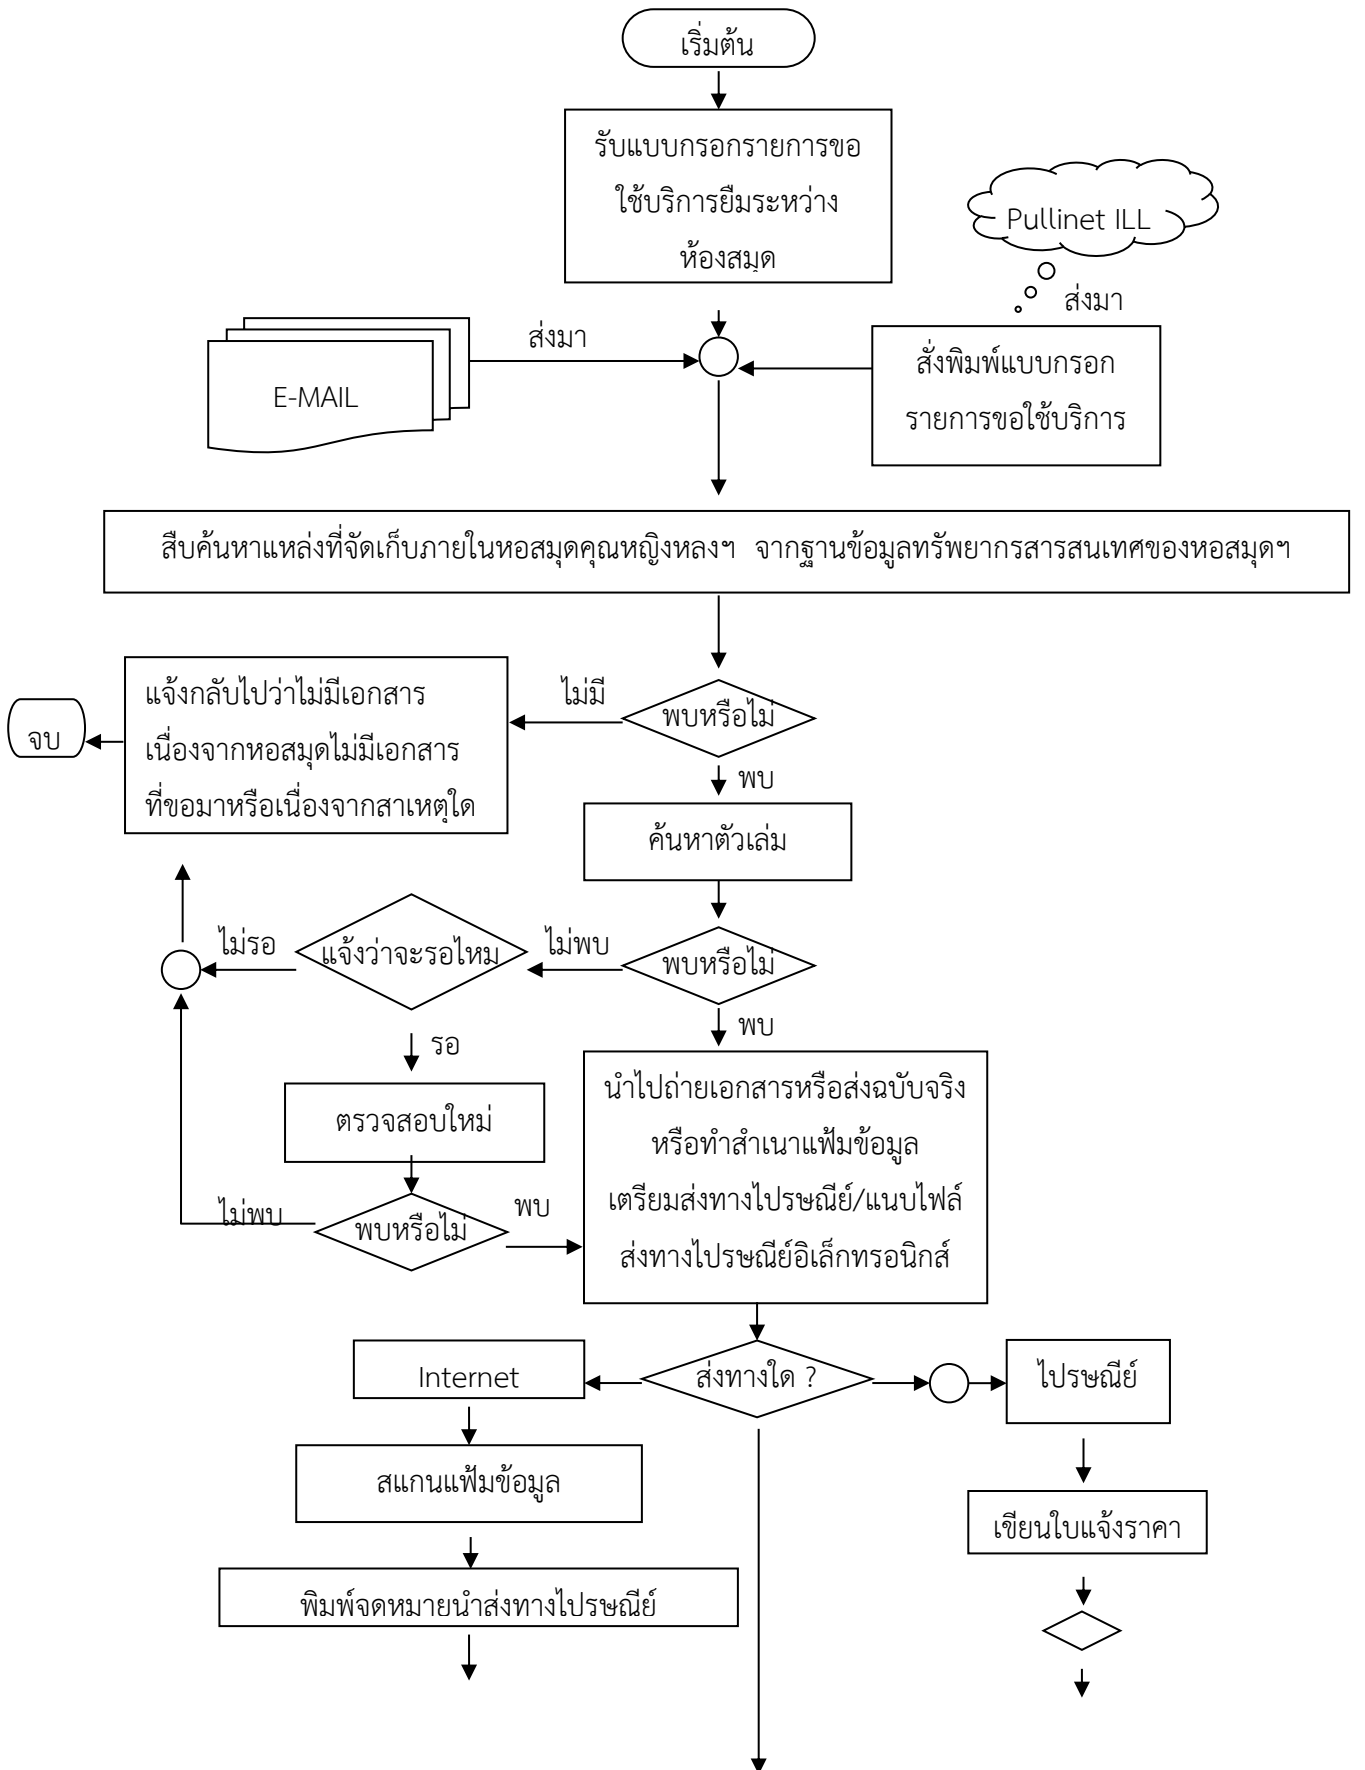 เริ่มต้น
รับแบบกรอกรายการขอ
ใช้บริการยืมระหว่าง
ห้องสมุด
Pullinet ILL
ส่งมา
ส่งมา
E-MAIL
สั่งพิมพ์แบบกรอก
รายการขอใช้บริการ
สืบค้นหาแหล่งที่จัดเก็บภายในหอสมุดคุณหญิงหลงฯ จากฐานข้อมูลทรัพยากรสารสนเทศของหอสมุดฯ
พบหรือไม่
ไม่มี
แจ้งกลับไปว่าไม่มีเอกสาร
เนื่องจากหอสมุดไม่มีเอกสาร
ที่ขอมาหรือเนื่องจากสาเหตุใด
จบ
พบ
ค้นหาตัวเล่ม
พบหรือไม่
ไม่พบ
แจ้งว่าจะรอไหม
ไม่รอ
พบ
รอ
ตรวจสอบใหม่
พบหรือไม่
ไม่พบ
พบ
นำไปถ่ายเอกสารหรือส่งฉบับจริง
หรือทำสำเนาแฟ้มข้อมูล
เตรียมส่งทางไปรษณีย์/แนบไฟล์
ส่งทางไปรษณีย์อิเล็กทรอนิกส์
ส่งทางใด ?
Internet
ไปรษณีย์
สแกนแฟ้มข้อมูล
เขียนใบแจ้งราคา
พิมพ์จดหมายนำส่งทางไปรษณีย์